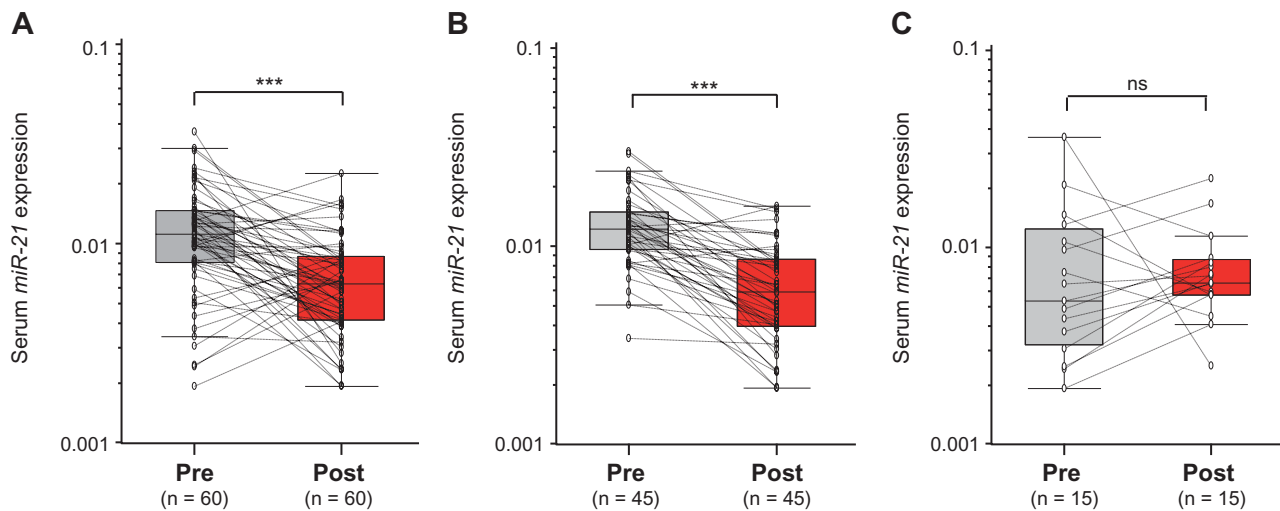 A
Serum miR-21 expression
0.1
0.01
0.001
***
Pre
(n = 60)
Post
(n = 60)
B
Serum miR-21 expression
0.1
0.01
0.001
***
Pre
(n = 45)
Post
(n = 45)
C
Serum miR-21 expression
0.1
0.01
0.001
ns
Pre
(n = 15)
Post
(n = 15)